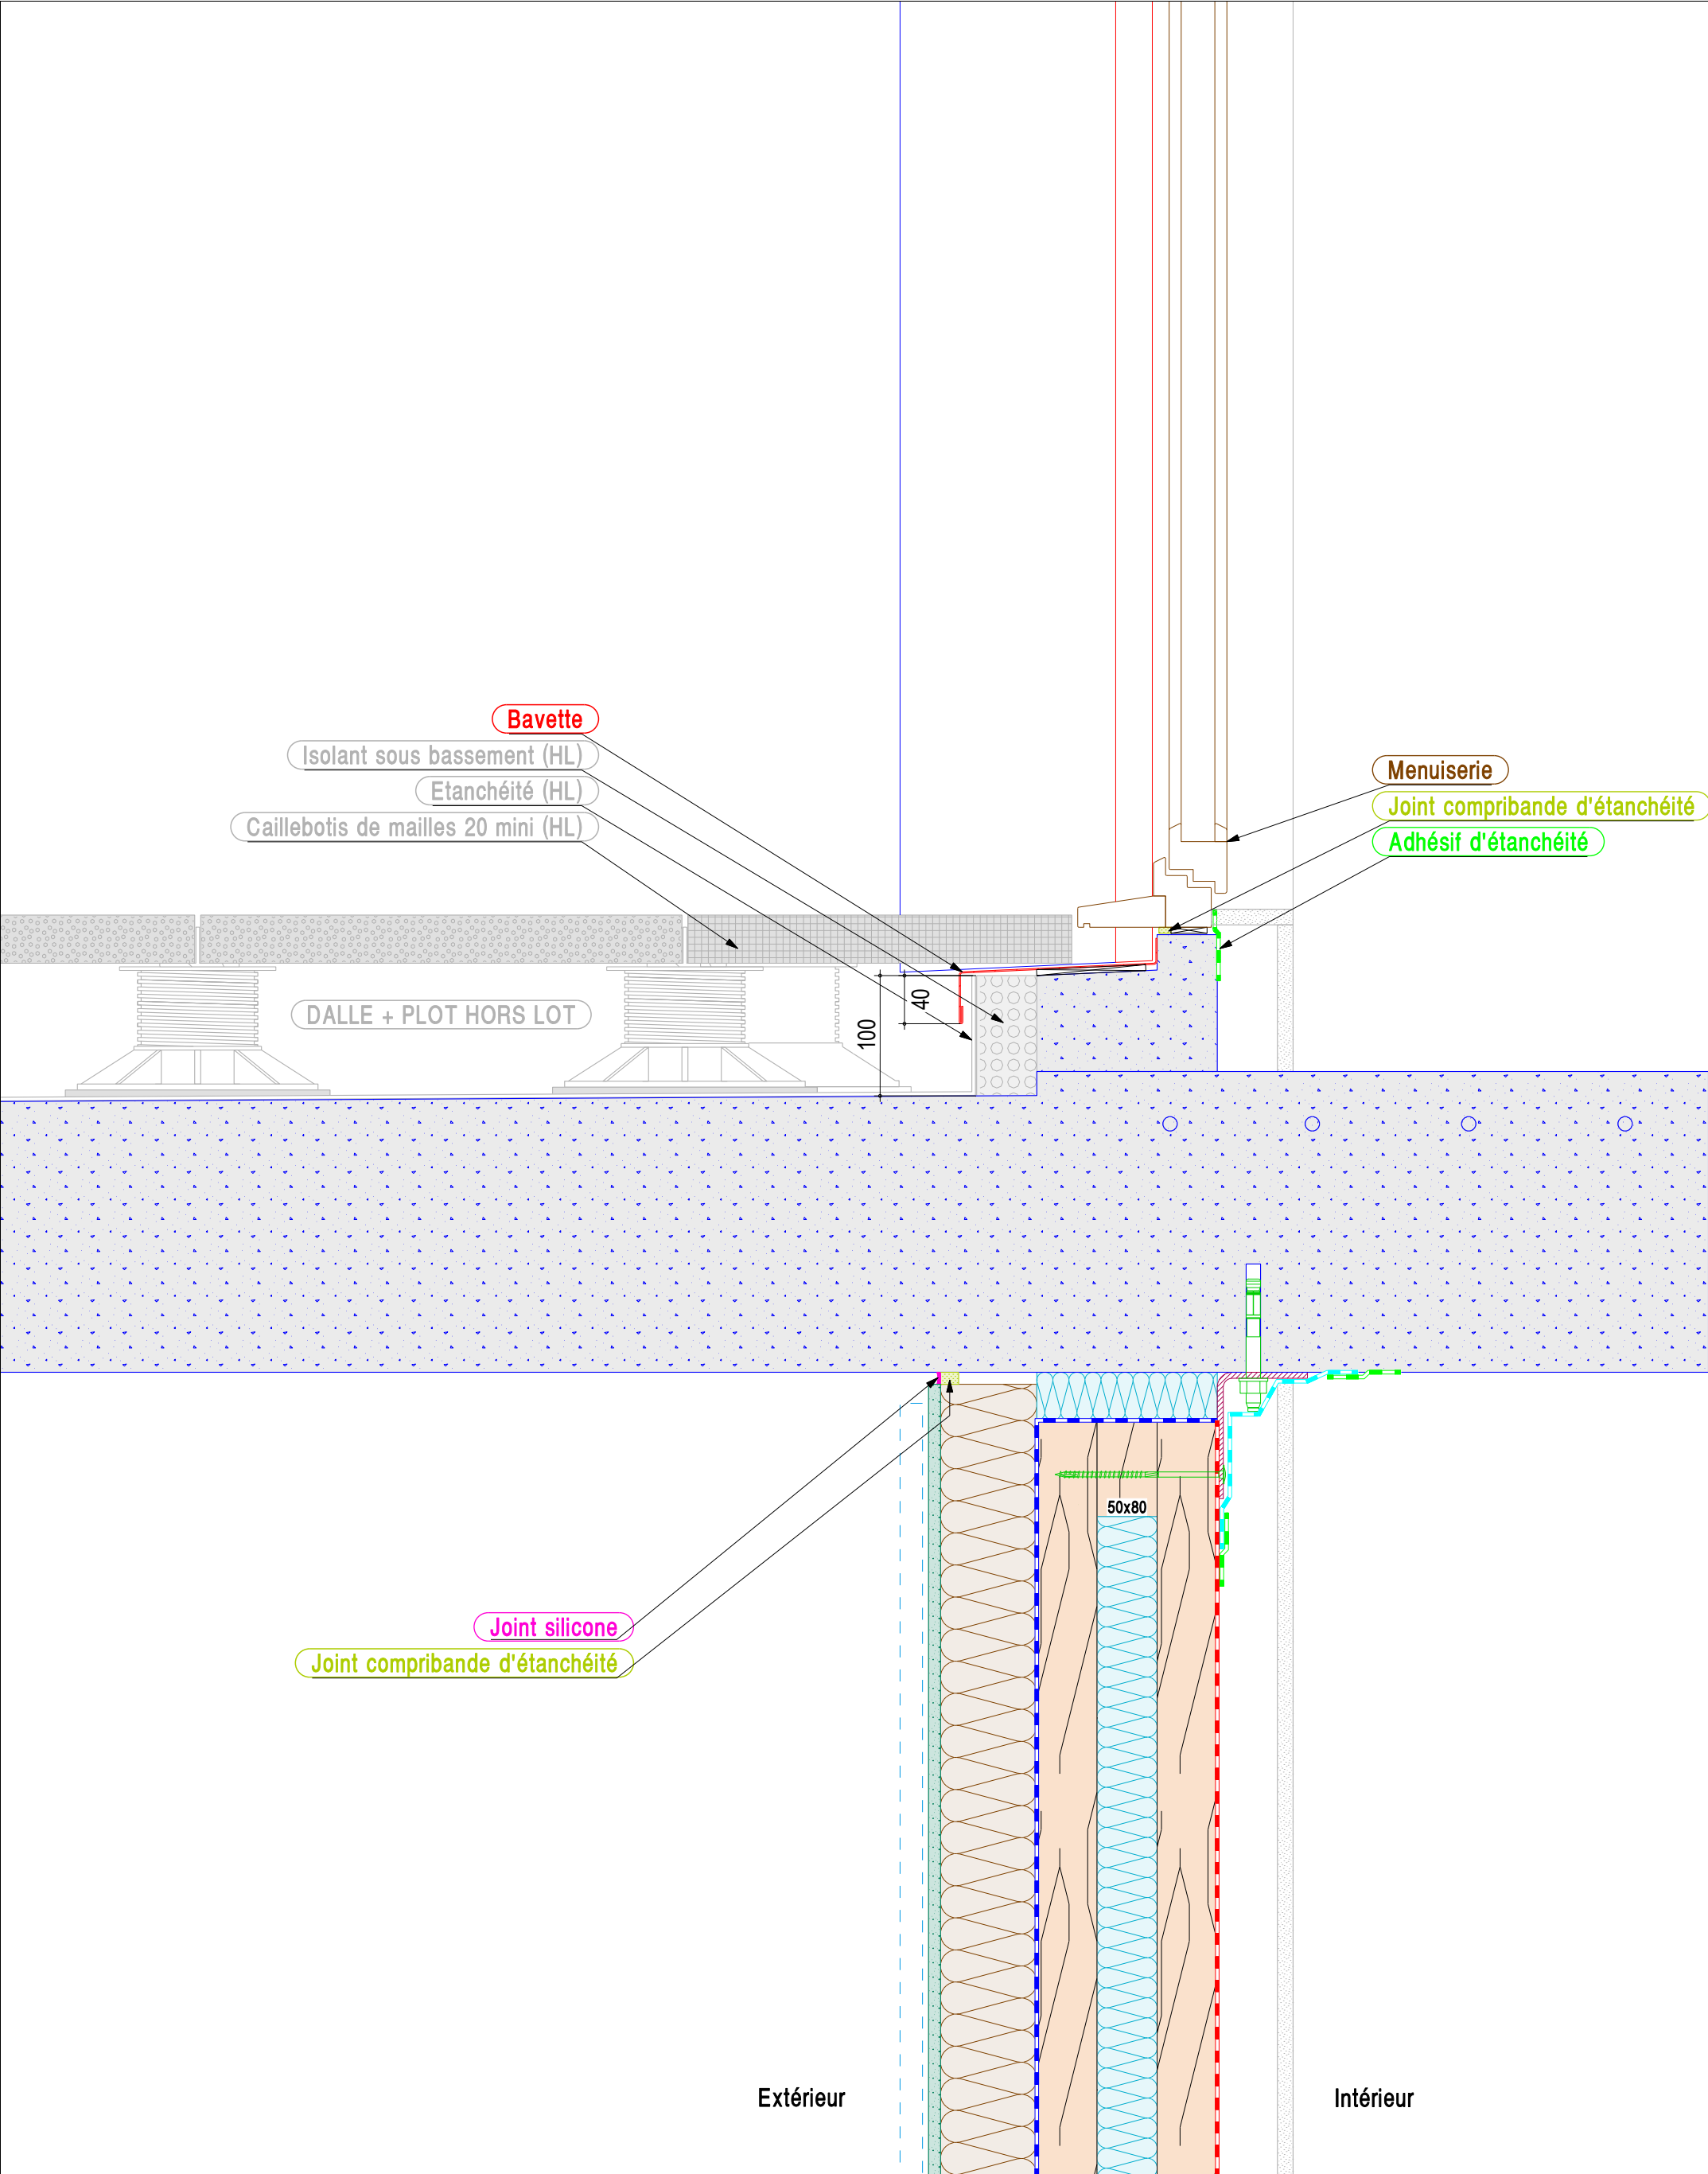 Bavette
Isolant sous bassement (HL)
Etanchéité (HL)
Caillebotis de mailles 20 mini (HL)
Menuiserie
Joint compribande d'étanchéité
Adhésif d'étanchéité
DALLE + PLOT HORS LOT
40
100
50x80
Joint silicone
Joint compribande d'étanchéité
Extérieur
Intérieur